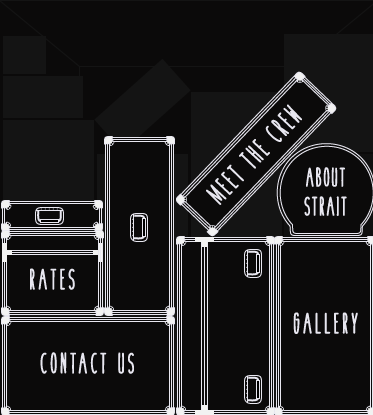 MEET THE CREW
ABOUT
STRAIT
RATES
GALLERY
CONTACT US